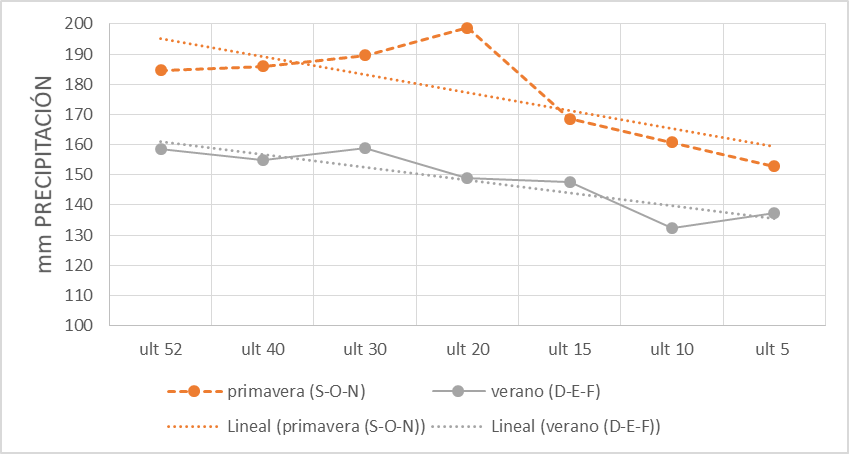 mm PRECIPITACIÓN
200
190
180
170
160
150
140
130
120
110
100
ult 52 ult 40 ult 30 ult 20 ult 15 ult 10 ult 5
primavera (S-O-N) verano (D-E-F)
Lineal (primavera (S-O-N)) Lineal (verano (D-E-F))